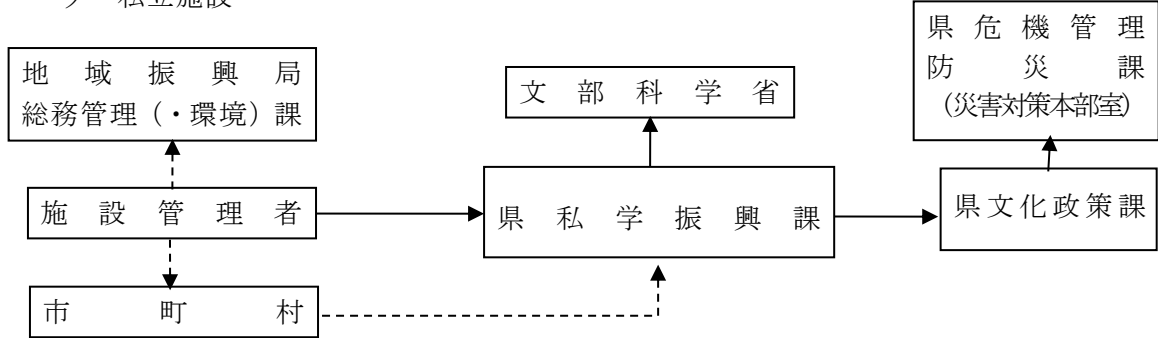 私立施設
県危機管理
防災課
(災害対策本部室)
地域振興局
総務管理(・環境)課
文部科学省
施設管理者
県私学振興課
県文化政策課
市町村